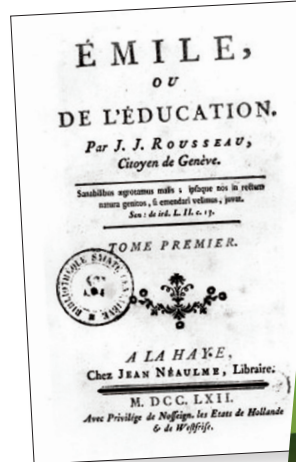 ÉMILE,
OU
DE L'ÉDUCATION.
Par J. J. ROUSSEAU,
Citoyen de Genève.
Sanabilibus ægrotamus malis ; ipsaque nos in rectum
natura genitos, si emendari velimus, juvat.
Sen : de irâ. L. II. c. 13.
TOME PREMIER.
A LA HAYE,
Chez JEAN NÉAULME, Libraire.
M. DCC. LXII.
Avec Privilége de Nosseign. les Etats de Hollande
& de Westfrise.